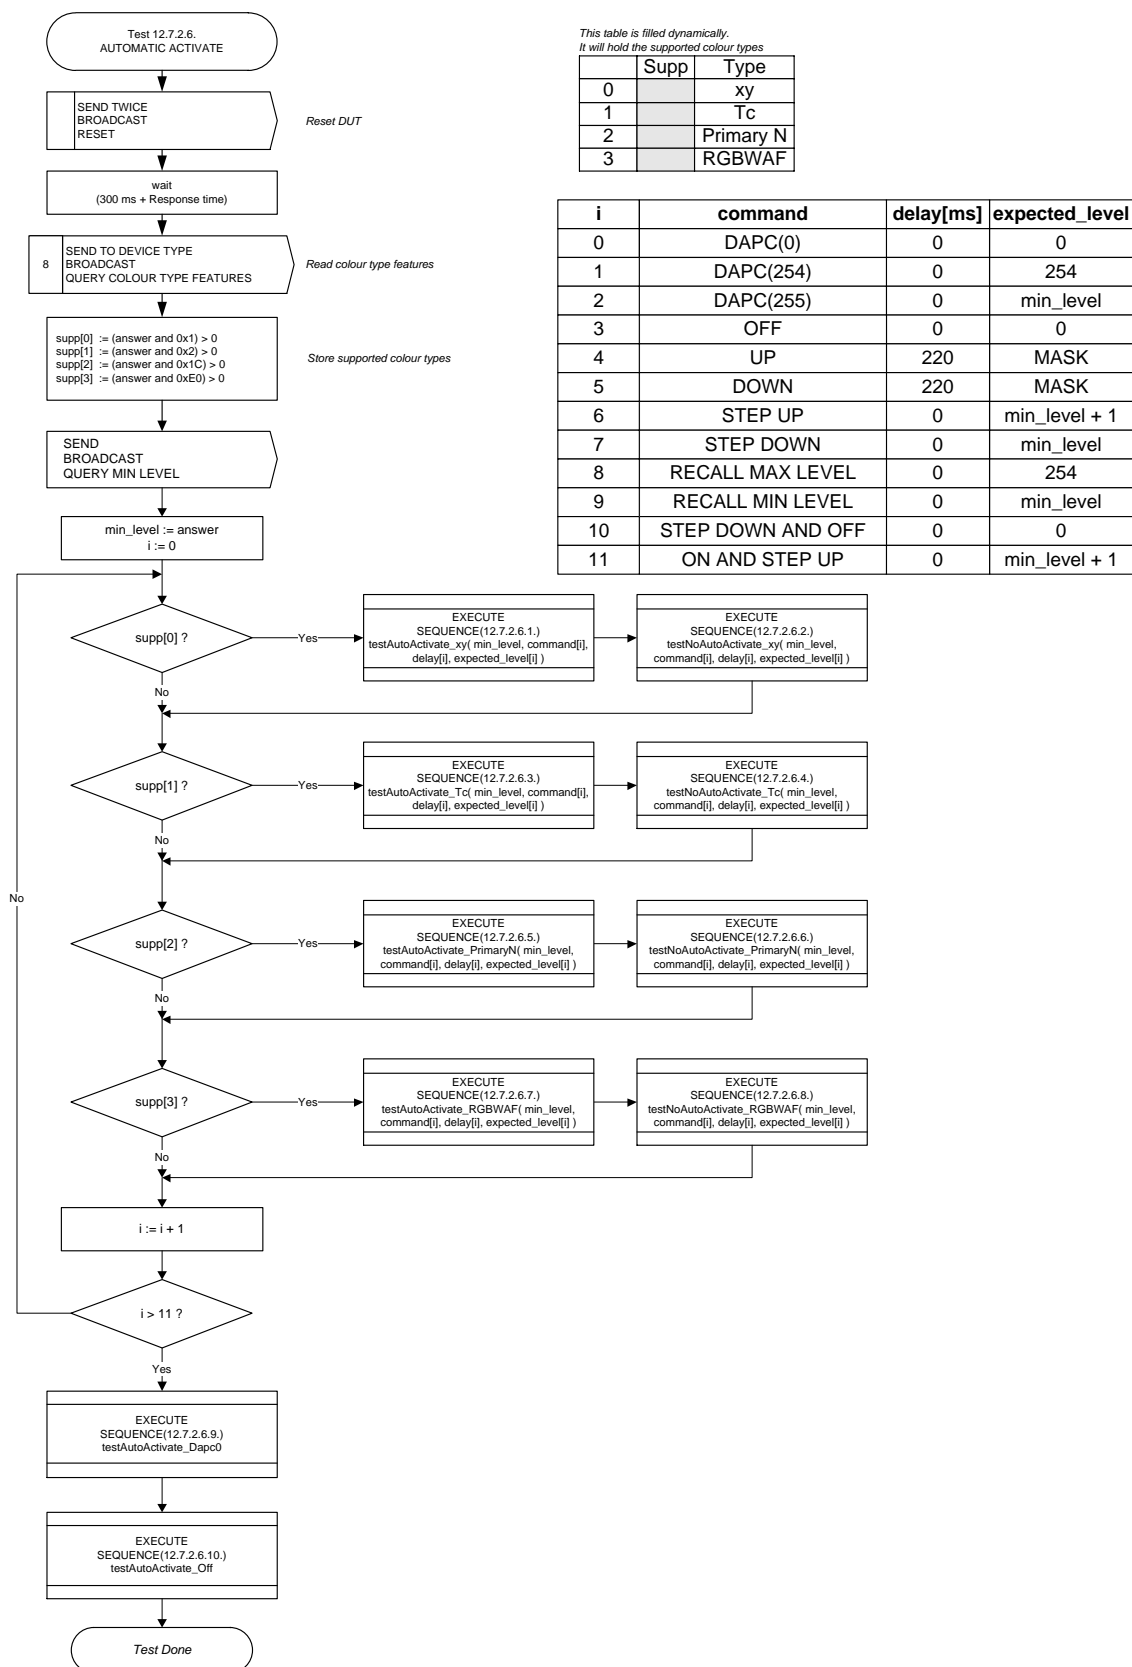 Test 12.7.2.6.
AUTOMATIC ACTIVATE
SEND TWICE
BROADCAST
RESET
Reset DUT
wait
(300 ms + Response time)
8
SEND TO DEVICE TYPE
BROADCAST
QUERY COLOUR TYPE FEATURES
Read colour type features
supp[0] := (answer and 0x1) > 0
supp[1] := (answer and 0x2) > 0
supp[2] := (answer and 0x1C) > 0
supp[3] := (answer and 0xE0) > 0
Store supported colour types
SEND
BROADCAST
QUERY MIN LEVEL
min_level := answer
i := 0
This table is filled dynamically.
It will hold the supported colour types
Supp Type
0 xy
1 Tc
2 Primary N
3 RGBWAF
i command delay[ms] expected_level
0 DAPC(0) 0 0
1 DAPC(254) 0 254
2 DAPC(255) 0 min_level
3 OFF 0 0
4 UP 220 MASK
5 DOWN 220 MASK
6 STEP UP 0 min_level + 1
7 STEP DOWN 0 min_level
8 RECALL MAX LEVEL 0 254
9 RECALL MIN LEVEL 0 min_level
10 STEP DOWN AND OFF 0 0
11 ON AND STEP UP 0 min_level + 1
supp[0] ?
Yes
EXECUTE
SEQUENCE(12.7.2.6.1.)
testAutoActivate_xy( min_level, command[i],
delay[i], expected_level[i] )
EXECUTE
SEQUENCE(12.7.2.6.2.)
testNoAutoActivate_xy( min_level,
command[i], delay[i], expected_level[i] )
No
supp[1] ?
Yes
EXECUTE
SEQUENCE(12.7.2.6.3.)
testAutoActivate_Tc( min_level, command[i],
delay[i], expected_level[i] )
EXECUTE
SEQUENCE(12.7.2.6.4.)
testNoAutoActivate_Tc( min_level,
command[i], delay[i], expected_level[i] )
No
No
supp[2] ?
Yes
EXECUTE
SEQUENCE(12.7.2.6.5.)
testAutoActivate_PrimaryN( min_level,
command[i], delay[i], expected_level[i] )
EXECUTE
SEQUENCE(12.7.2.6.6.)
testNoAutoActivate_PrimaryN( min_level,
command[i], delay[i], expected_level[i] )
No
supp[3] ?
Yes
EXECUTE
SEQUENCE(12.7.2.6.7.)
testAutoActivate_RGBWAF( min_level,
command[i], delay[i], expected_level[i] )
EXECUTE
SEQUENCE(12.7.2.6.8.)
testNoAutoActivate_RGBWAF( min_level,
command[i], delay[i], expected_level[i] )
No
i := i + 1
i > 11 ?
Yes
EXECUTE
SEQUENCE(12.7.2.6.9.)
testAutoActivate_Dapc0
EXECUTE
SEQUENCE(12.7.2.6.10.)
testAutoActivate_Off
Test Done